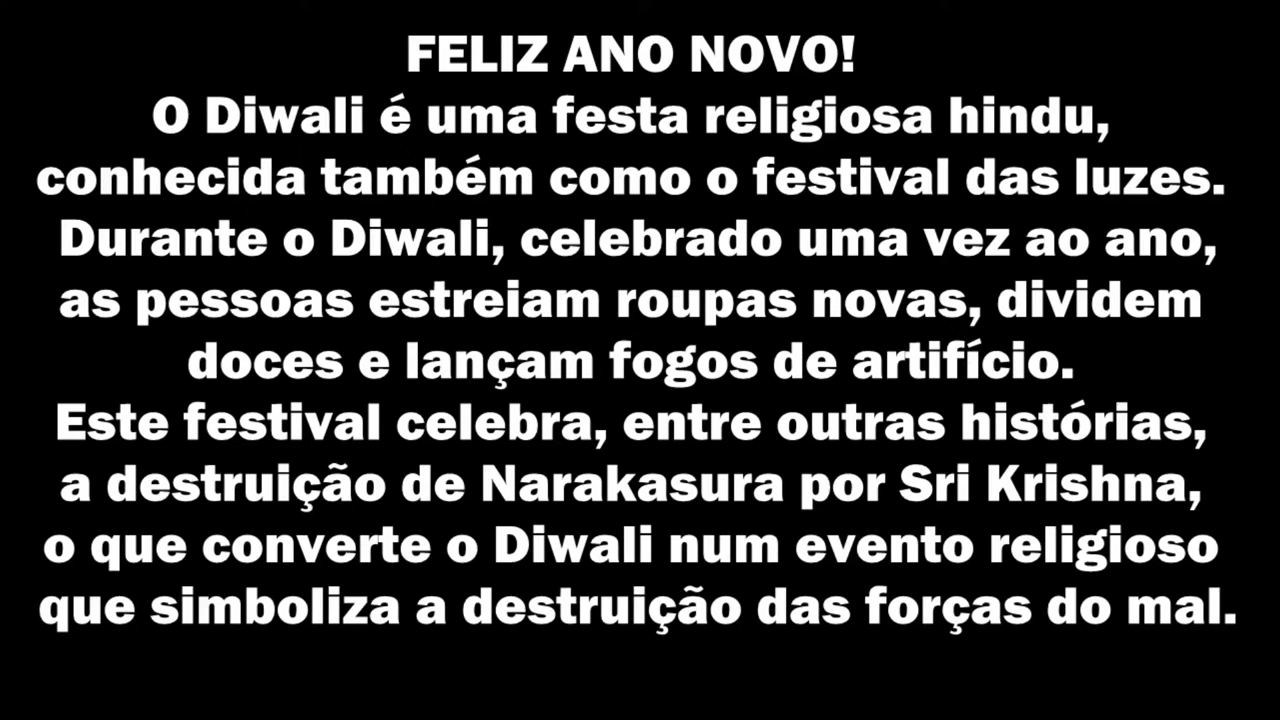 FELIZ ANO NOVO!
O Diwali é uma festa religiosa hindu,
conhecida também como o festival das luzes.
Durante o Diwali, celebrado uma vez ao ano,
as pessoas estreiam roupas novas, dividem
doces e lançam fogos de artifício.
Este festival celebra, entre outras histórias,
a destruição de Narakasura por Sri Krishna,
o que converte o Diwali num evento religioso
que simboliza a destruição das forças do mal.